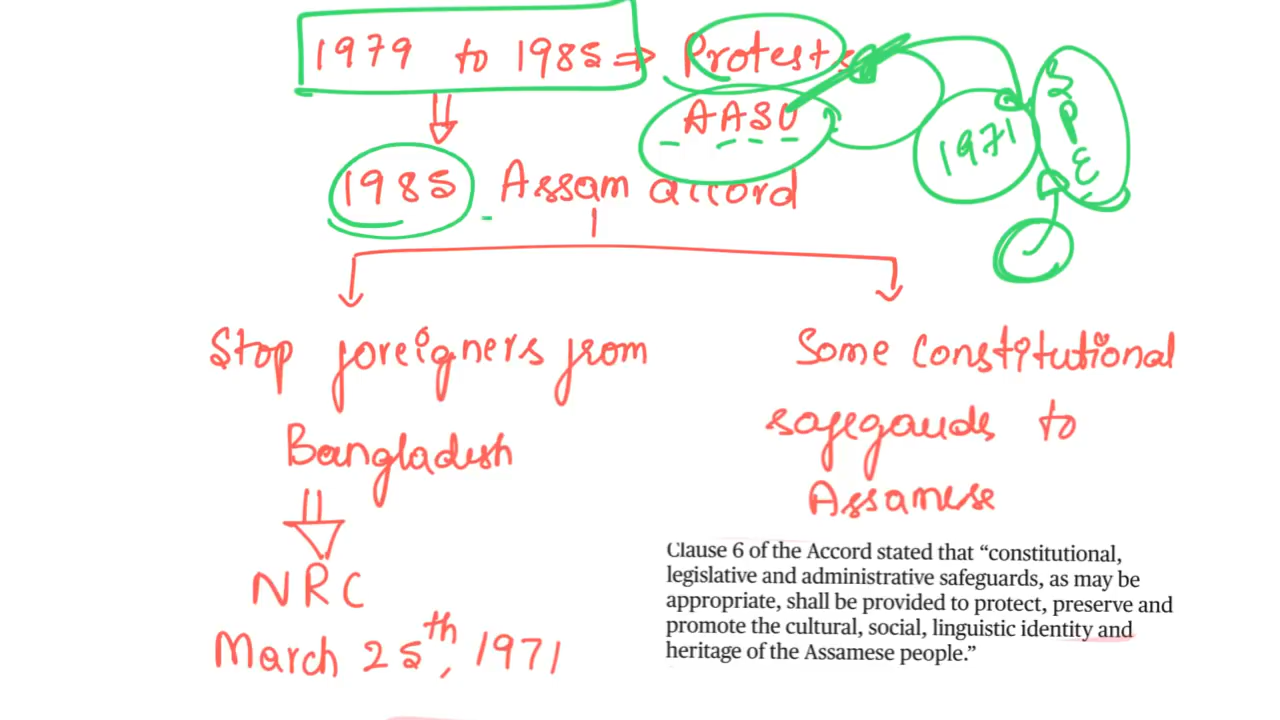 1979 to 1985 ⇒ Protests
AASU
1971
S P E
1985 Assam accord
Stop foreigners from
Bangladesh
NRC
March 25th, 1971
Some constitutional
safegauds to
Assamese
Clause 6 of the Accord stated that “constitutional,
legislative and administrative safeguards, as may be
appropriate, shall be provided to protect, preserve and
promote the cultural, social, linguistic identity and
heritage of the Assamese people.”